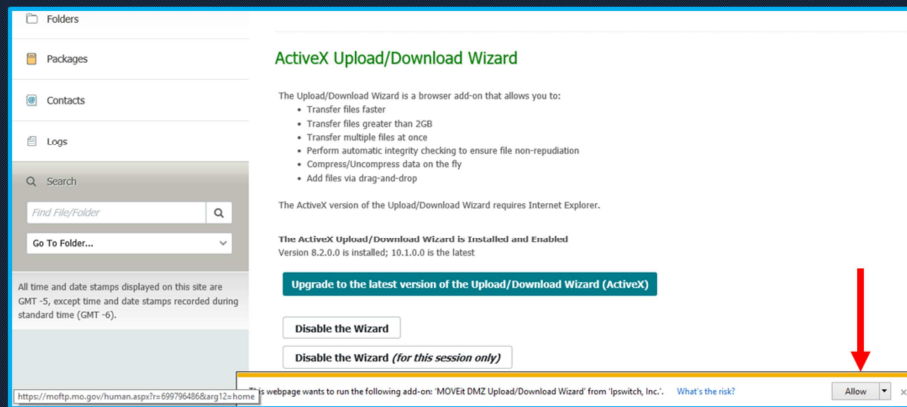 Folders
Packages
Contacts
Logs
Search
Find File/Folder
Go To Folder...
All time and date stamps displayed on this site are
GMT -5, except time and date stamps recorded during
standard time (GMT -6).
ActiveX Upload/Download Wizard
The Upload/Download Wizard is a browser add-on that allows you to:
• Transfer files faster
• Transfer files greater than 2GB
• Transfer multiple files at once
• Perform automatic integrity checking to ensure file non-repudiation
• Compress/Uncompress data on the fly
• Add files via drag-and-drop
The ActiveX version of the Upload/Download Wizard requires Internet Explorer.
The ActiveX Upload/Download Wizard is Installed and Enabled
Version 8.2.0.0 is installed; 10.1.0.0 is the latest
Upgrade to the latest version of the Upload/Download Wizard (ActiveX)
Disable the Wizard
Disable the Wizard (for this session only)
https://moftp.mo.gov/human.aspx?r=699796486&arg12=home
is webpage wants to run the following add-on: 'MOVEit DMZ Upload/Download Wizard' from 'Ipswitch, Inc.'. What's the risk?
Allow